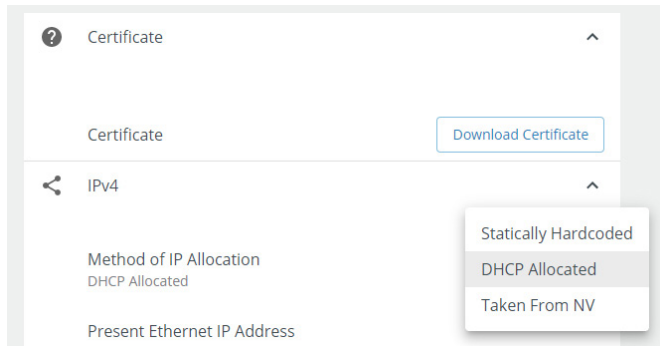 Certificate
Certificate
Download Certificate
IPv4
Statically Hardcoded
Method of IP Allocation
DHCP Allocated
DHCP Allocated
Taken From NV
Present Ethernet IP Address